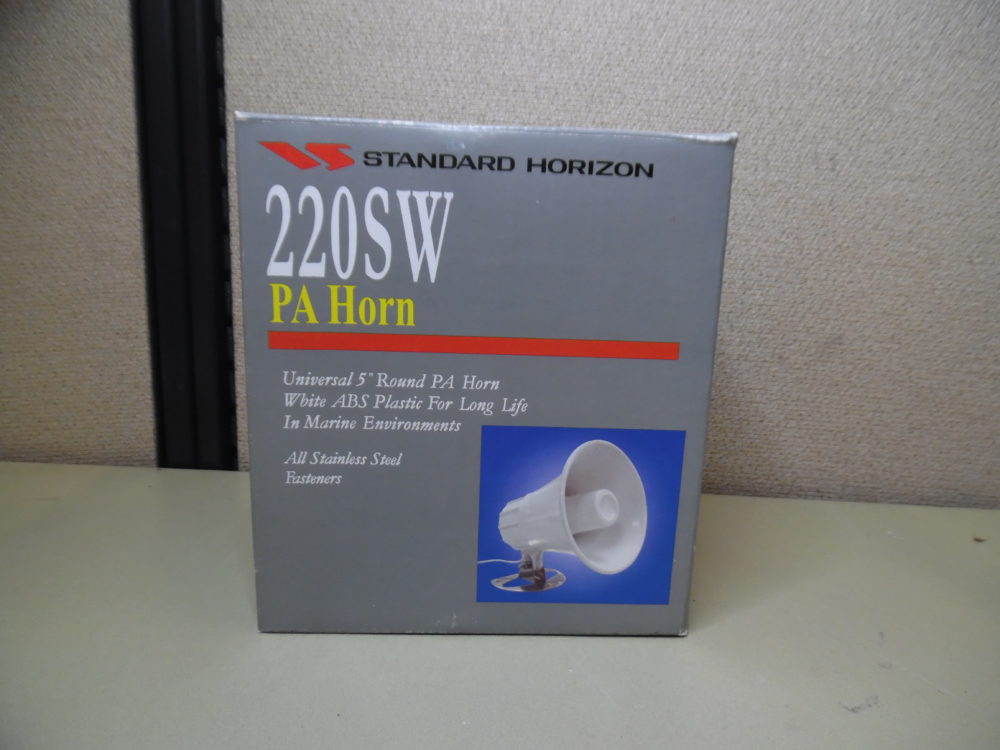 STANDARD HORIZON
220SW
PA Horn
Universal 5" Round PA Horn
White ABS Plastic For Long Life
In Marine Environments
All Stainless Steel
Fasteners